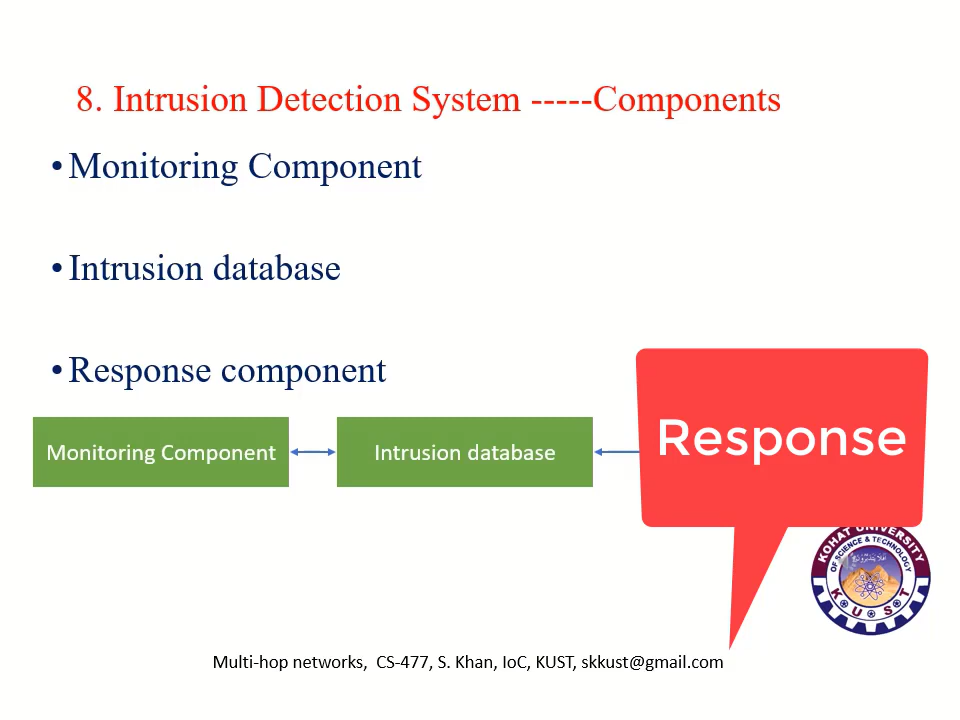 8. Intrusion Detection System -----Components
•Monitoring Component
•Intrusion database
•Response component
Monitoring Component
Intrusion database
Response
KOHAT UNIVERSITY
OF SCIENCE & TECHNOLOGY
K U S T
Multi-hop networks, CS-477, S. Khan, IoC, KUST, skkust@gmail.com